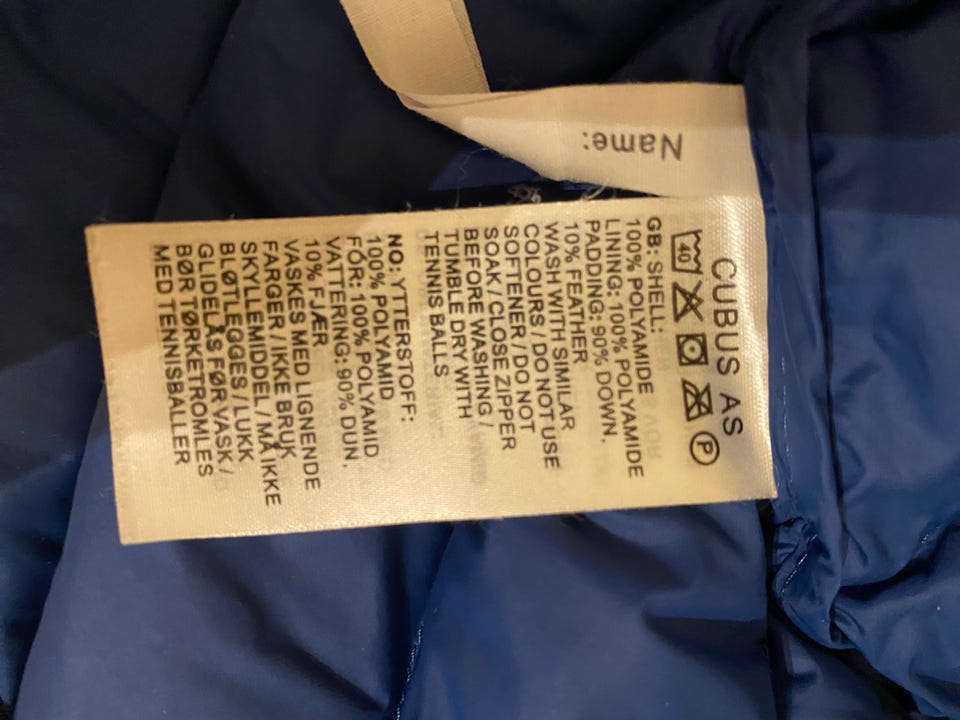 Name:
CUBUS AS
40 P
GB: SHELL:
100% POLYAMIDE
LINING: 100% POLYAMIDE
PADDING: 90% DOWN.
10% FEATHER
WASH WITH SIMILAR
COLOURS / DO NOT USE
SOFTENER / DO NOT
SOAK / CLOSE ZIPPER
BEFORE WASHING /
TUMBLE DRY WITH
TENNIS BALLS
NO: YTTERSTOFF:
100% POLYAMID
FÓR: 100% POLYAMID
VATTERING: 90% DUN.
10% FJÆR
VASKES MED LIGNENDE
FARGER / IKKE BRUK
SKYLLEMIDDEL / MÅ IKKE
BLØTLEGGES / LUKK
GLIDELÅS FØR VASK /
BØR TØRKETROMLES
MED TENNISBALLER